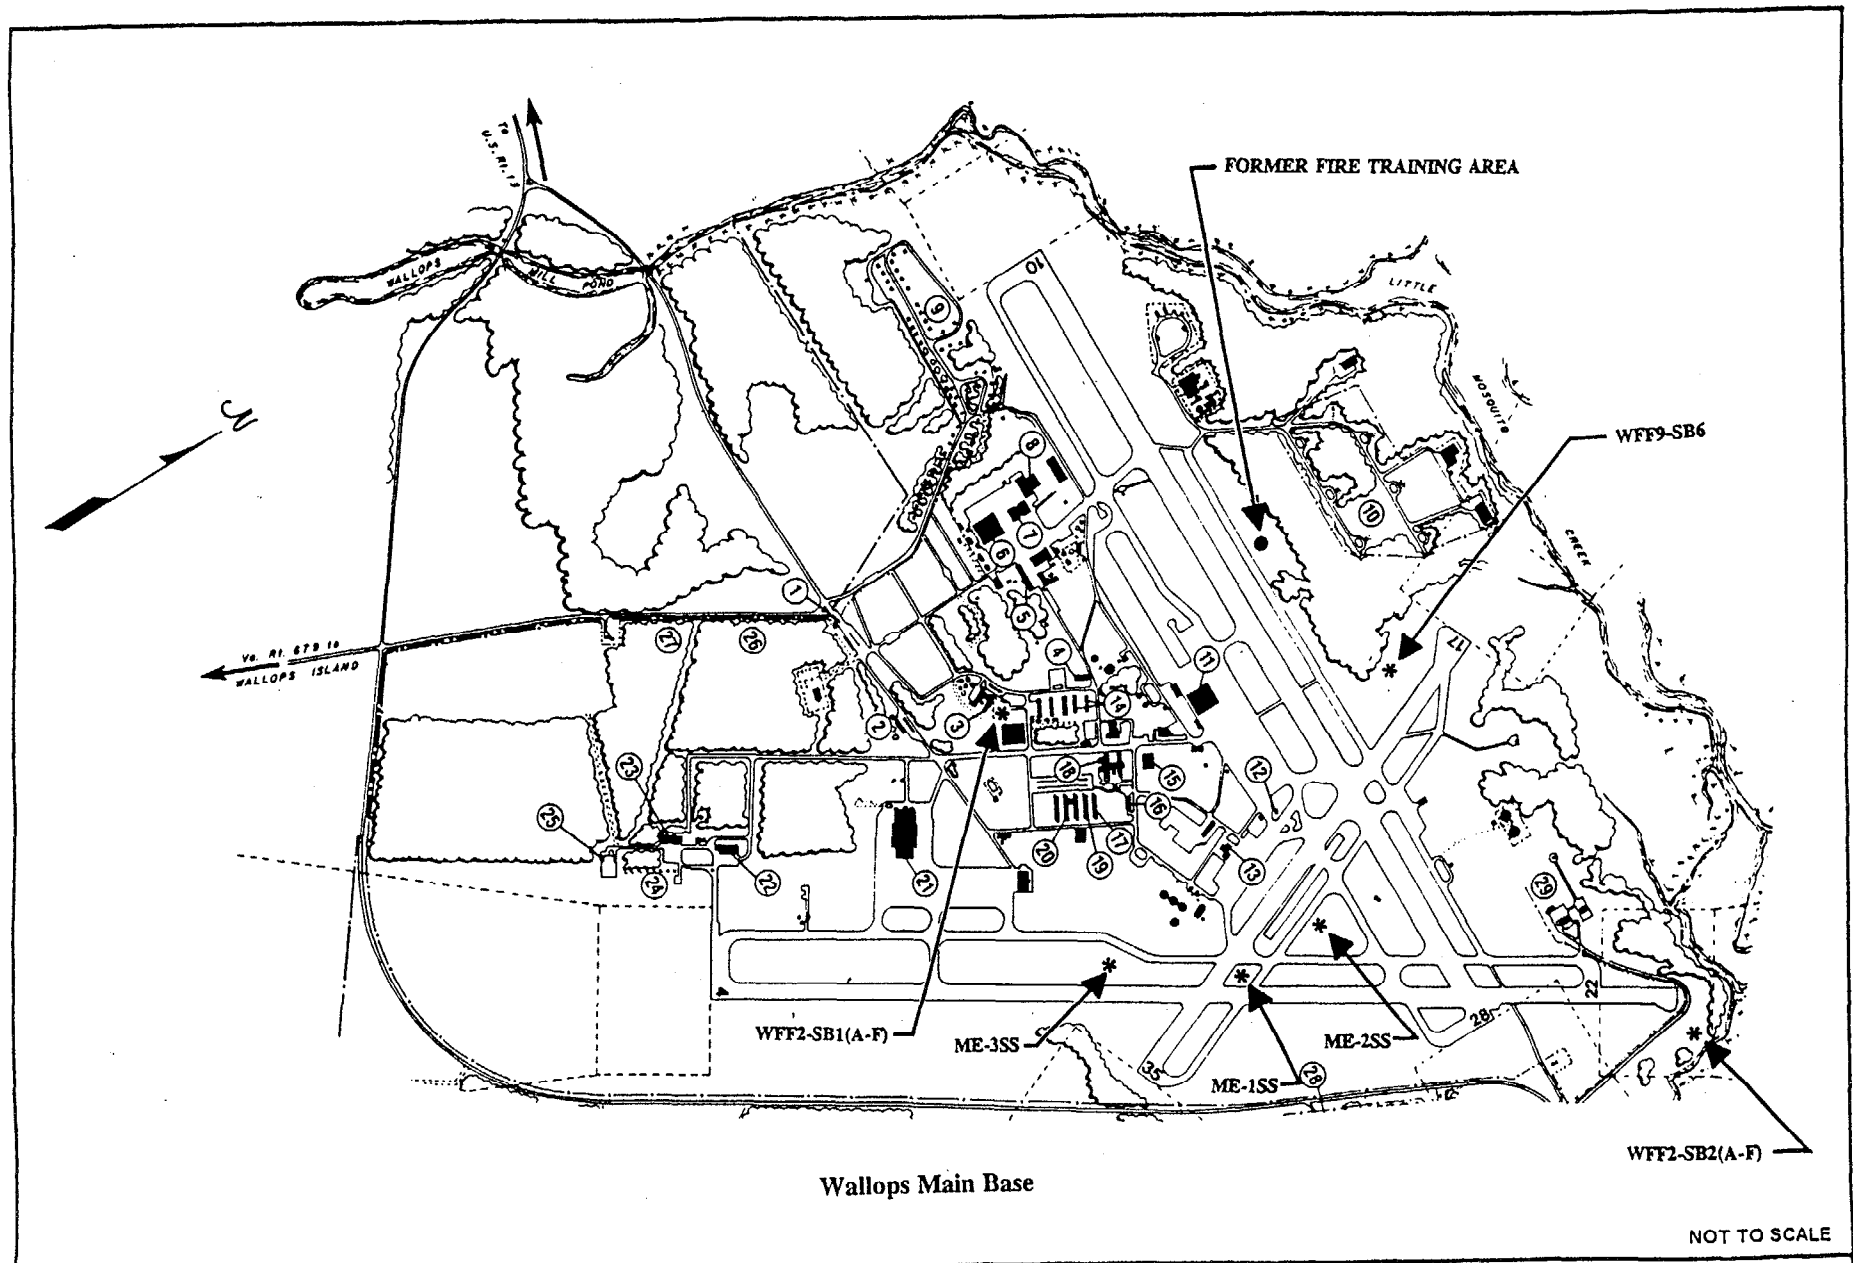 To
U.S. Rt. 13
FORMER FIRE TRAINING AREA
WALLOPS
MILL
POND
LITTLE
MOSQUITO
CREEK
N
10
9
WFF9-SB6
8
10
7
6
5
1
17
Va. Rt. 679 to
WALLOPS ISLAND
27
26
4
11
2
3
14
23
18
15
12
25
16
24
22
21
20
19
17
13
29
4
22
28
WFF2-SB1(A-F)
ME-3SS
ME-2SS
35
ME-1SS
28
WFF2-SB2(A-F)
Wallops Main Base
NOT TO SCALE